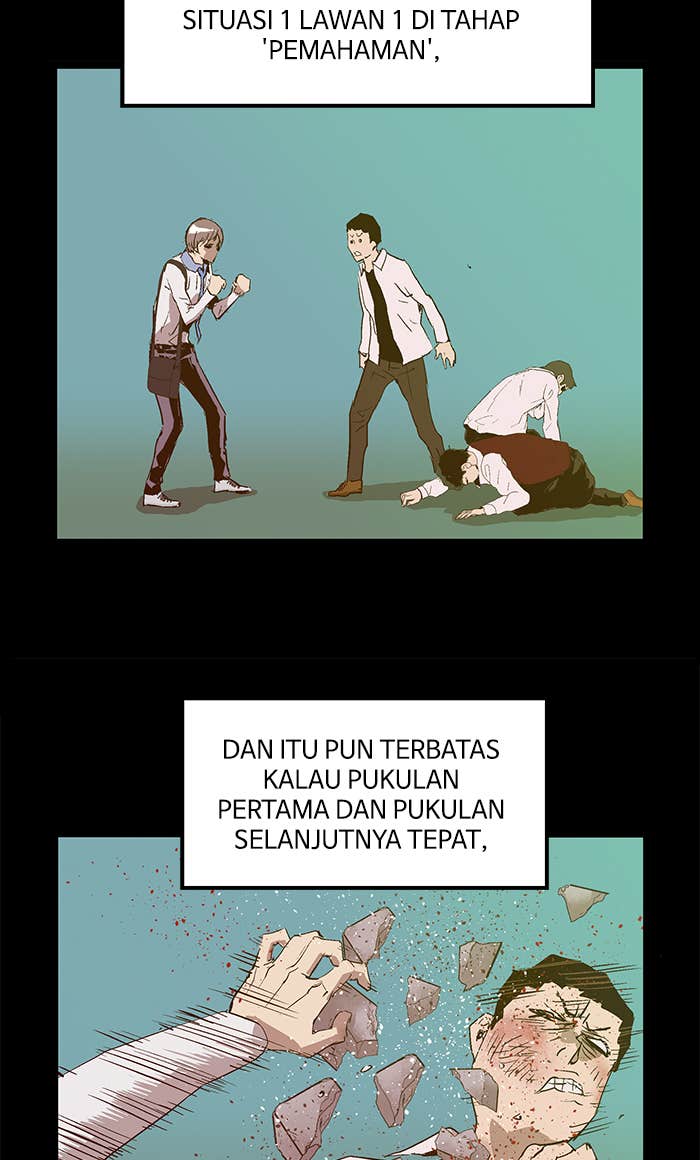 SITUASI 1 LAWAN 1 DI TAHAP
'PEMAHAMAN',
DAN ITU PUN TERBATAS
KALAU PUKULAN
PERTAMA DAN PUKULAN
SELANJUTNYA TEPAT,